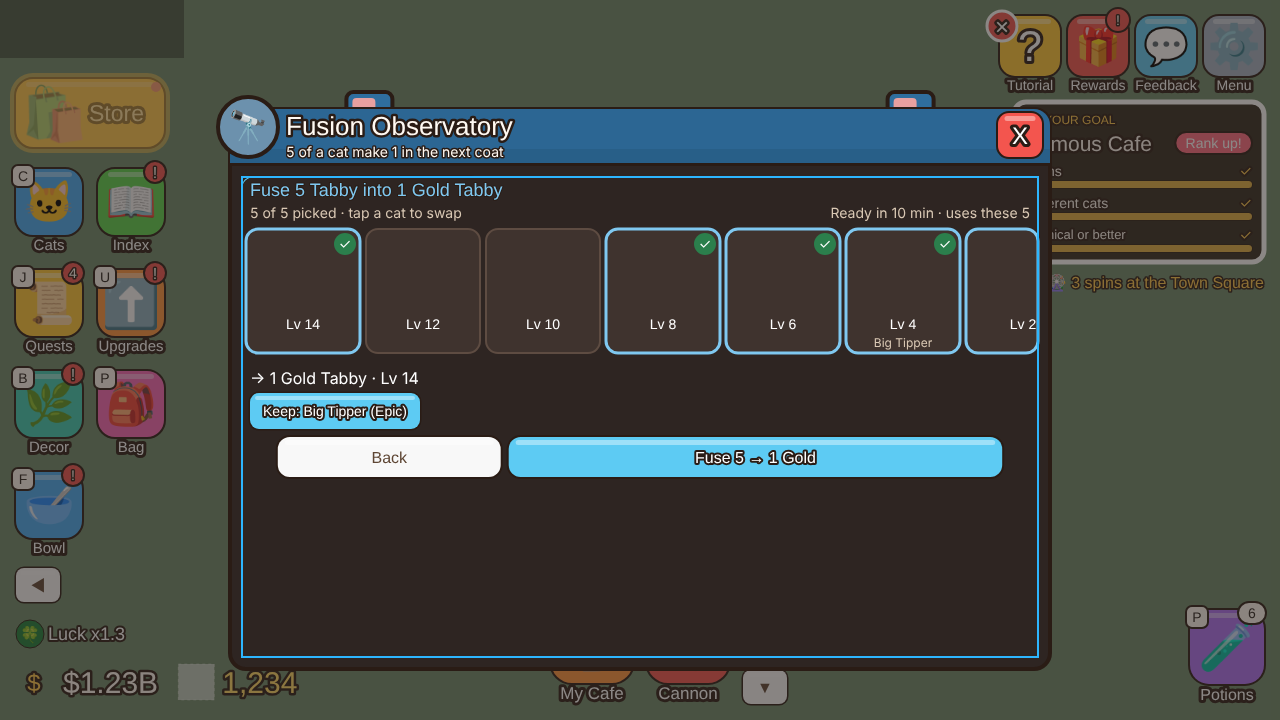 Store
C
Cats
!
Index
J
4
Quests
U
!
Upgrades
B
!
Decor
P
Bag
F
!
Bowl
Luck x1.3
$ $1.23B
1,234
Fusion Observatory
5 of a cat make 1 in the next coat
X
Fuse 5 Tabby into 1 Gold Tabby
5 of 5 picked · tap a cat to swap
Ready in 10 min · uses these 5
Lv 14
Lv 12
Lv 10
Lv 8
Lv 6
Lv 4
Big Tipper
Lv 2
→ 1 Gold Tabby · Lv 14
Keep: Big Tipper (Epic)
Back
Fuse 5 → 1 Gold
My Cafe
Cannon
?
Tutorial
!
Rewards
Feedback
Menu
YOUR GOAL
mous Cafe
Rank up!
erent cats
ical or better
3 spins at the Town Square
P
6
Potions